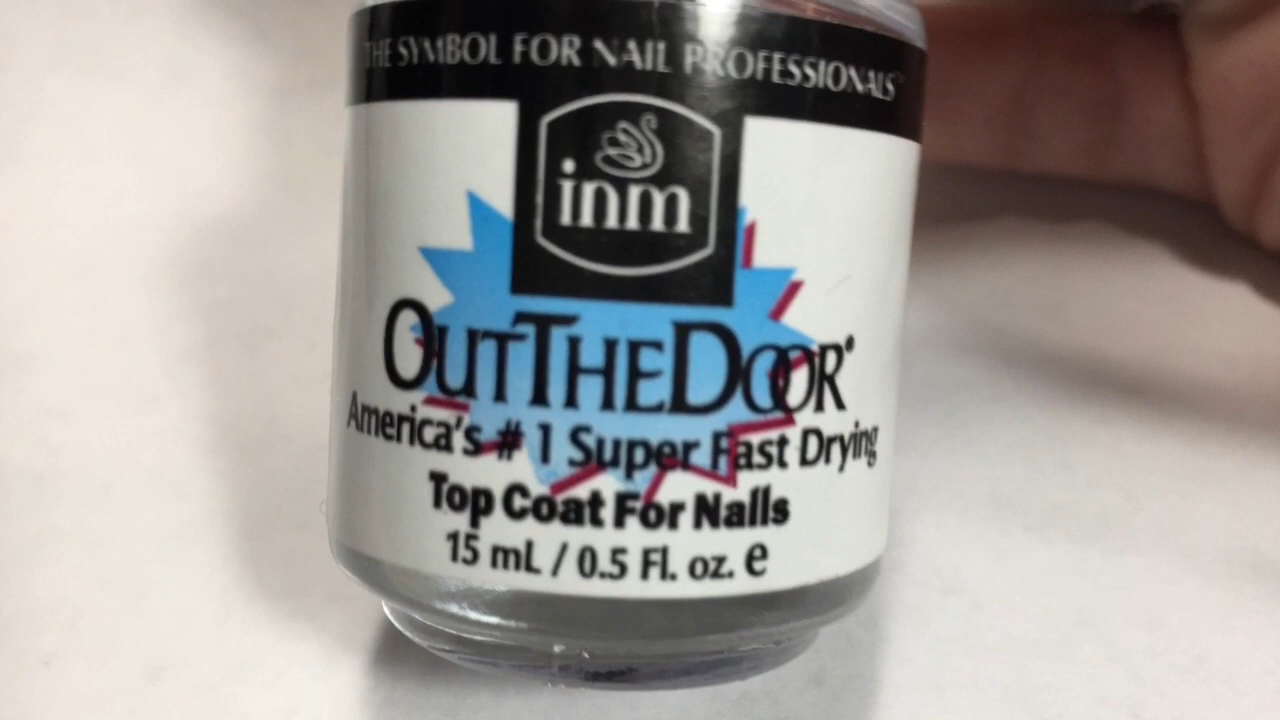 THE SYMBOL FOR NAIL PROFESSIONALS™
inm
OUTTHEDOOR®
America's # 1 Super Fast Drying
Top Coat For Nails
15 mL / 0.5 Fl. oz. e